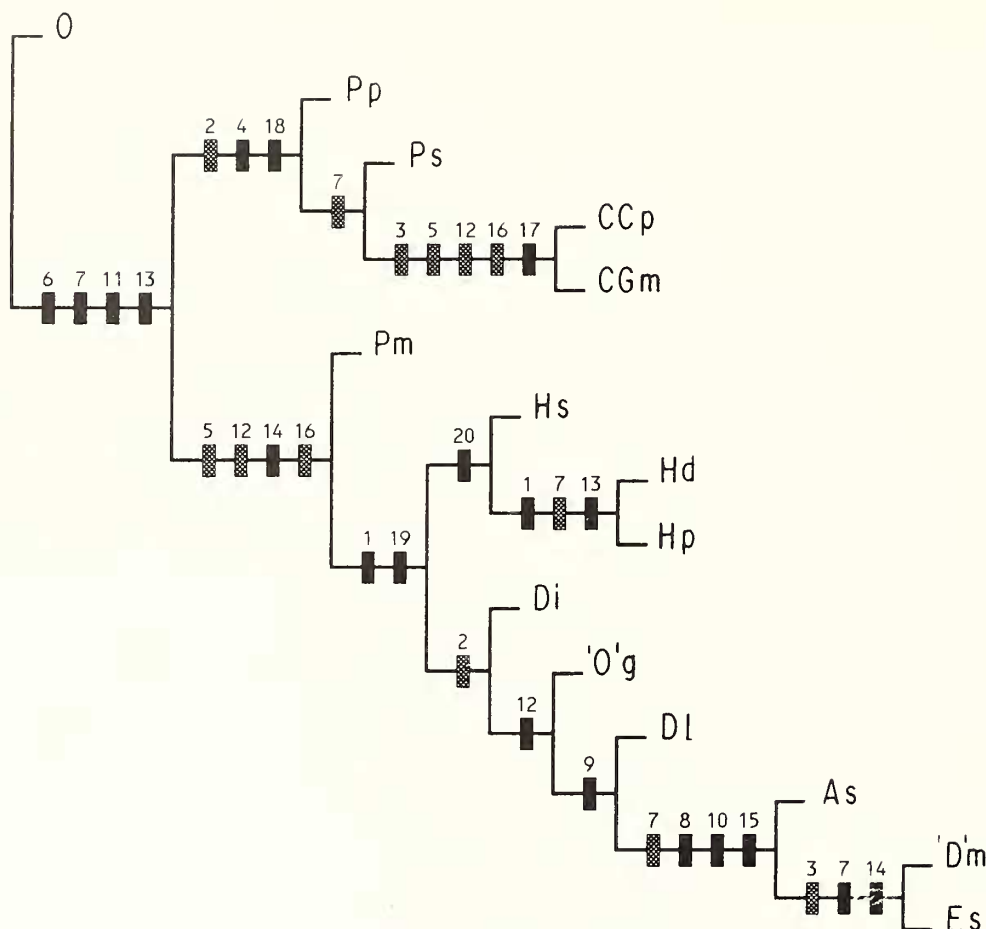 O
Pp
2 4 18
Ps
7
CCp
3 5 12 16 17
CGm
6 7 11 13
Pm
Hs
20
5 12 14 16
Hd
1 7 13
Hp
1 19
Di
2
'O'g
12
Dl
9
As
7 8 10 15
'D'm
3 7 14
Es